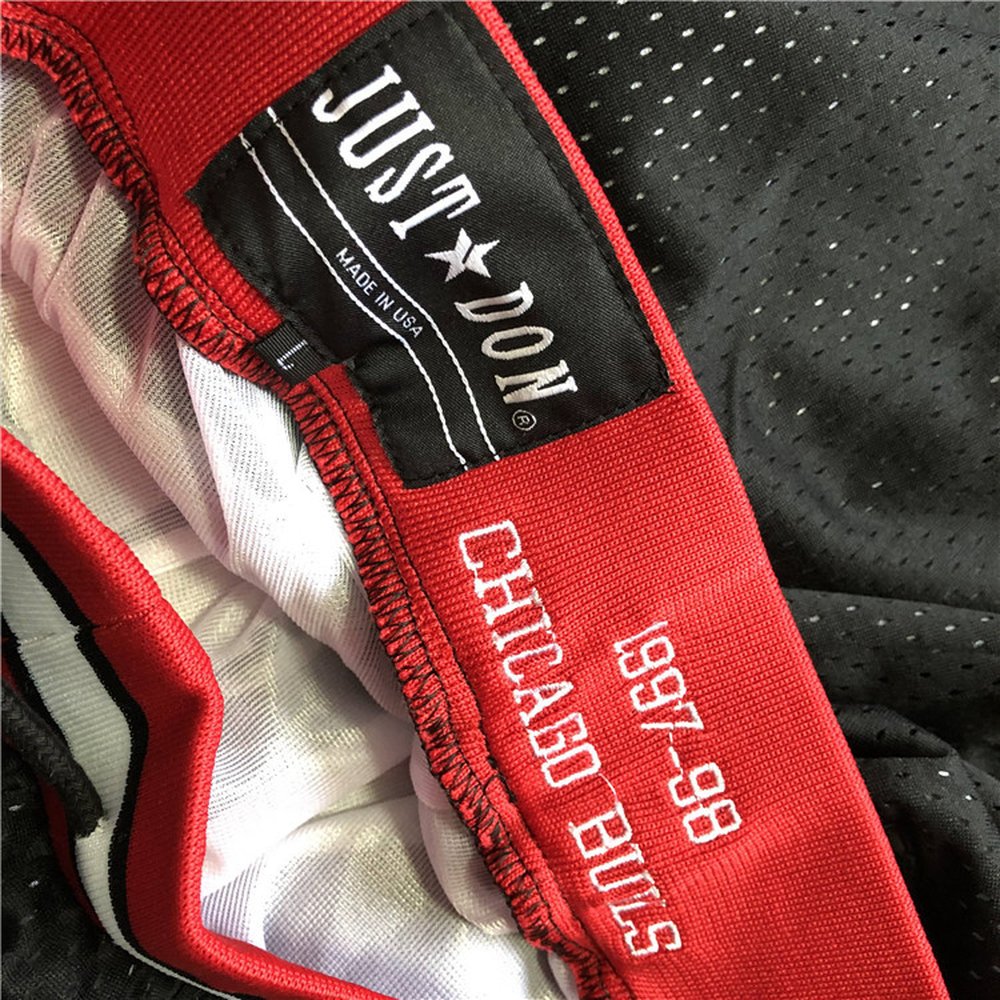 JUST★DON®
MADE IN USA
L
1997-98
CHICAGO BULLS